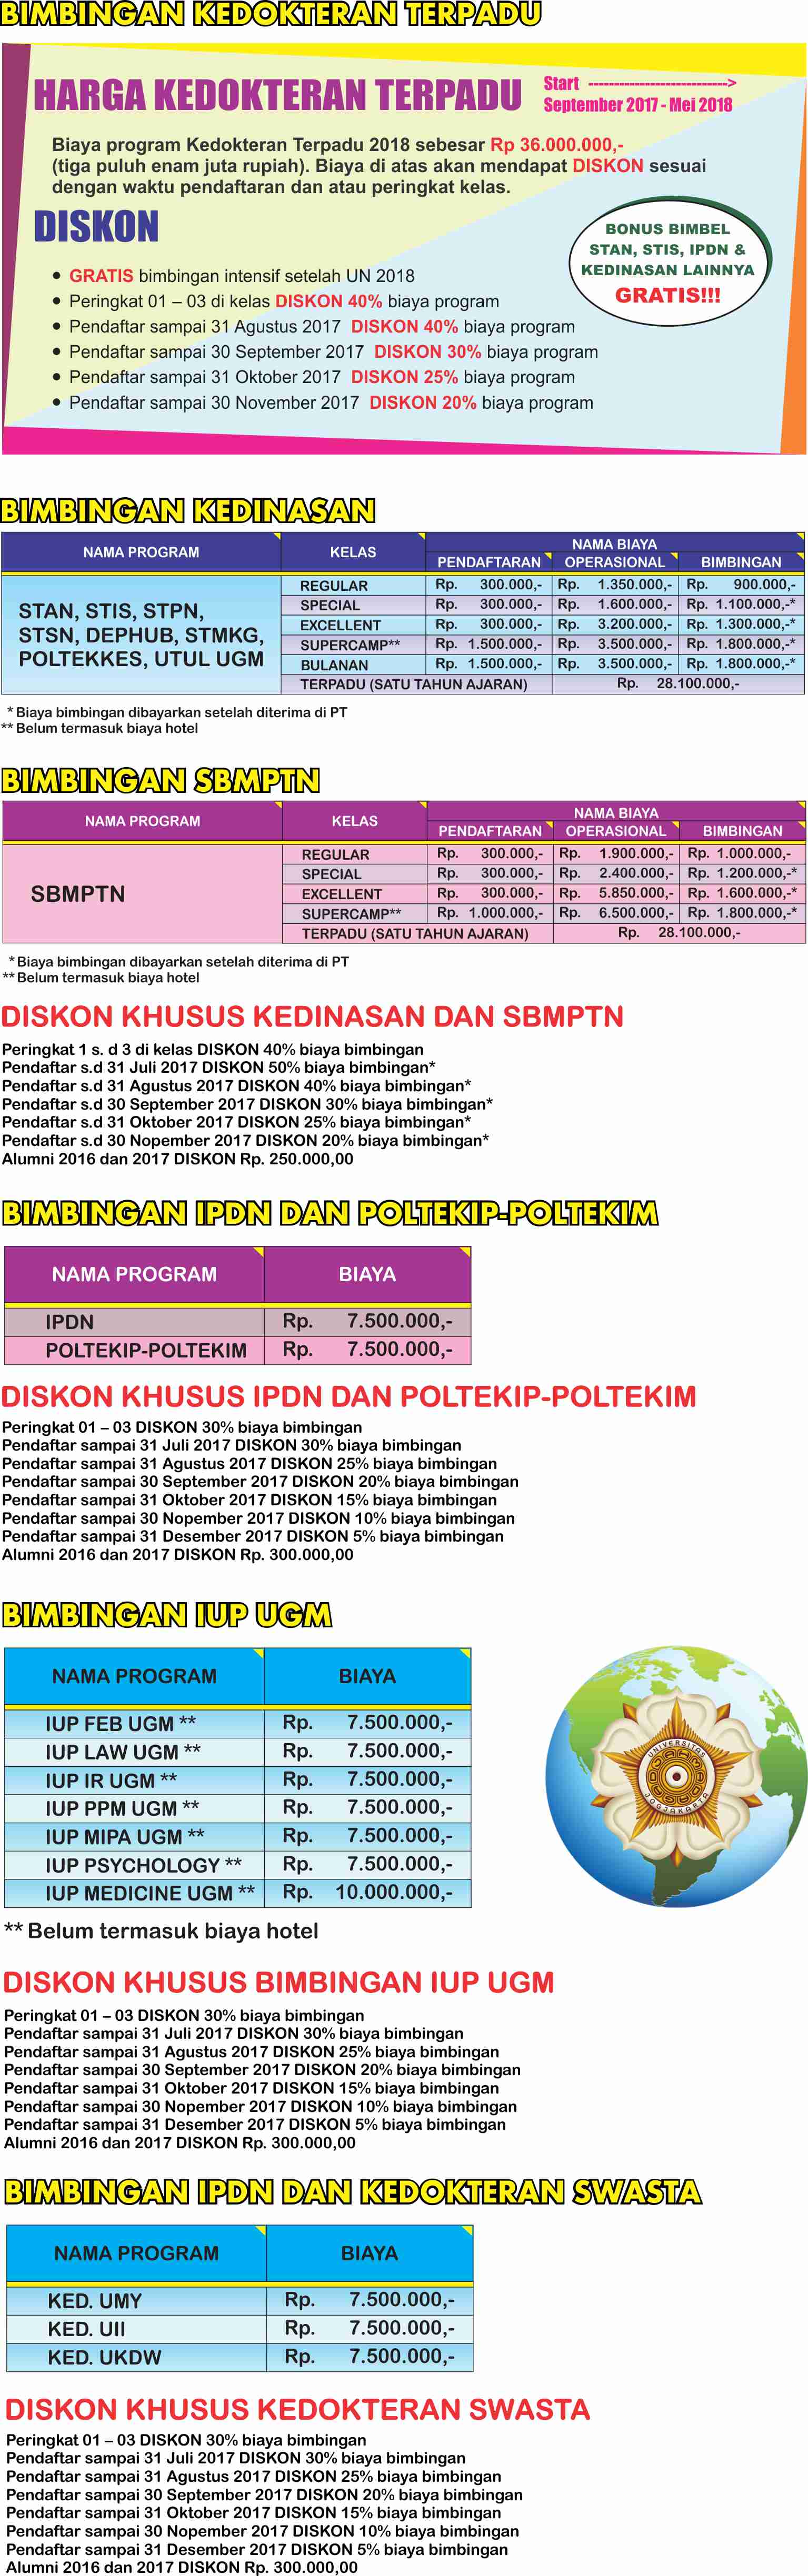 BIMBINGAN KEDOKTERAN TERPADU
HARGA KEDOKTERAN TERPADU
Start --------------------------->
September 2017 - Mei 2018
Biaya program Kedokteran Terpadu 2018 sebesar Rp 36.000.000,-
(tiga puluh enam juta rupiah). Biaya di atas akan mendapat DISKON sesuai
dengan waktu pendaftaran dan atau peringkat kelas.
DISKON
BONUS BIMBEL
STAN, STIS, IPDN &
KEDINASAN LAINNYA
GRATIS!!!
• GRATIS bimbingan intensif setelah UN 2018
• Peringkat 01 – 03 di kelas DISKON 40% biaya program
• Pendaftar sampai 31 Agustus 2017 DISKON 40% biaya program
• Pendaftar sampai 30 September 2017 DISKON 30% biaya program
• Pendaftar sampai 31 Oktober 2017 DISKON 25% biaya program
• Pendaftar sampai 30 November 2017 DISKON 20% biaya program
BIMBINGAN KEDINASAN
NAMA PROGRAM KELAS NAMA BIAYA
PENDAFTARAN OPERASIONAL BIMBINGAN
STAN, STIS, STPN,
STSN, DEPHUB, STMKG,
POLTEKKES, UTUL UGM
REGULAR Rp. 300.000,- Rp. 1.350.000,- Rp. 900.000,-
SPECIAL Rp. 300.000,- Rp. 1.600.000,- Rp. 1.100.000,-*
EXCELLENT Rp. 300.000,- Rp. 3.200.000,- Rp. 1.300.000,-*
SUPERCAMP** Rp. 1.500.000,- Rp. 3.500.000,- Rp. 1.800.000,-*
BULANAN Rp. 1.500.000,- Rp. 3.500.000,- Rp. 1.800.000,-*
TERPADU (SATU TAHUN AJARAN) Rp. 28.100.000,-
* Biaya bimbingan dibayarkan setelah diterima di PT
** Belum termasuk biaya hotel
BIMBINGAN SBMPTN
NAMA PROGRAM KELAS NAMA BIAYA
PENDAFTARAN OPERASIONAL BIMBINGAN
SBMPTN
REGULAR Rp. 300.000,- Rp. 1.900.000,- Rp. 1.000.000,-
SPECIAL Rp. 300.000,- Rp. 2.400.000,- Rp. 1.200.000,-*
EXCELLENT Rp. 300.000,- Rp. 5.850.000,- Rp. 1.600.000,-*
SUPERCAMP** Rp. 1.000.000,- Rp. 6.500.000,- Rp. 1.800.000,-*
TERPADU (SATU TAHUN AJARAN) Rp. 28.100.000,-
* Biaya bimbingan dibayarkan setelah diterima di PT
** Belum termasuk biaya hotel
DISKON KHUSUS KEDINASAN DAN SBMPTN
Peringkat 1 s. d 3 di kelas DISKON 40% biaya bimbingan
Pendaftar s.d 31 Juli 2017 DISKON 50% biaya bimbingan*
Pendaftar s.d 31 Agustus 2017 DISKON 40% biaya bimbingan*
Pendaftar s.d 30 September 2017 DISKON 30% biaya bimbingan*
Pendaftar s.d 31 Oktober 2017 DISKON 25% biaya bimbingan*
Pendaftar s.d 30 Nopember 2017 DISKON 20% biaya bimbingan*
Alumni 2016 dan 2017 DISKON Rp. 250.000,00
BIMBINGAN IPDN DAN POLTEKIP-POLTEKIM
NAMA PROGRAM BIAYA
IPDN Rp. 7.500.000,-
POLTEKIP-POLTEKIM Rp. 7.500.000,-
DISKON KHUSUS IPDN DAN POLTEKIP-POLTEKIM
Peringkat 01 – 03 DISKON 30% biaya bimbingan
Pendaftar sampai 31 Juli 2017 DISKON 30% biaya bimbingan
Pendaftar sampai 31 Agustus 2017 DISKON 25% biaya bimbingan
Pendaftar sampai 30 September 2017 DISKON 20% biaya bimbingan
Pendaftar sampai 31 Oktober 2017 DISKON 15% biaya bimbingan
Pendaftar sampai 30 Nopember 2017 DISKON 10% biaya bimbingan
Pendaftar sampai 31 Desember 2017 DISKON 5% biaya bimbingan
Alumni 2016 dan 2017 DISKON Rp. 300.000,00
BIMBINGAN IUP UGM
NAMA PROGRAM BIAYA
IUP FEB UGM ** Rp. 7.500.000,-
IUP LAW UGM ** Rp. 7.500.000,-
IUP IR UGM ** Rp. 7.500.000,-
IUP PPM UGM ** Rp. 7.500.000,-
IUP MIPA UGM ** Rp. 7.500.000,-
IUP PSYCHOLOGY ** Rp. 7.500.000,-
IUP MEDICINE UGM ** Rp. 10.000.000,-
UNIVERSITAS
GADJAH MADA
JOGJAKARTA
** Belum termasuk biaya hotel
DISKON KHUSUS BIMBINGAN IUP UGM
Peringkat 01 – 03 DISKON 30% biaya bimbingan
Pendaftar sampai 31 Juli 2017 DISKON 30% biaya bimbingan
Pendaftar sampai 31 Agustus 2017 DISKON 25% biaya bimbingan
Pendaftar sampai 30 September 2017 DISKON 20% biaya bimbingan
Pendaftar sampai 31 Oktober 2017 DISKON 15% biaya bimbingan
Pendaftar sampai 30 Nopember 2017 DISKON 10% biaya bimbingan
Pendaftar sampai 31 Desember 2017 DISKON 5% biaya bimbingan
Alumni 2016 dan 2017 DISKON Rp. 300.000,00
BIMBINGAN IPDN DAN KEDOKTERAN SWASTA
NAMA PROGRAM BIAYA
KED. UMY Rp. 7.500.000,-
KED. UII Rp. 7.500.000,-
KED. UKDW Rp. 7.500.000,-
DISKON KHUSUS KEDOKTERAN SWASTA
Peringkat 01 – 03 DISKON 30% biaya bimbingan
Pendaftar sampai 31 Juli 2017 DISKON 30% biaya bimbingan
Pendaftar sampai 31 Agustus 2017 DISKON 25% biaya bimbingan
Pendaftar sampai 30 September 2017 DISKON 20% biaya bimbingan
Pendaftar sampai 31 Oktober 2017 DISKON 15% biaya bimbingan
Pendaftar sampai 30 Nopember 2017 DISKON 10% biaya bimbingan
Pendaftar sampai 31 Desember 2017 DISKON 5% biaya bimbingan
Alumni 2016 dan 2017 DISKON Rp. 300.000,00